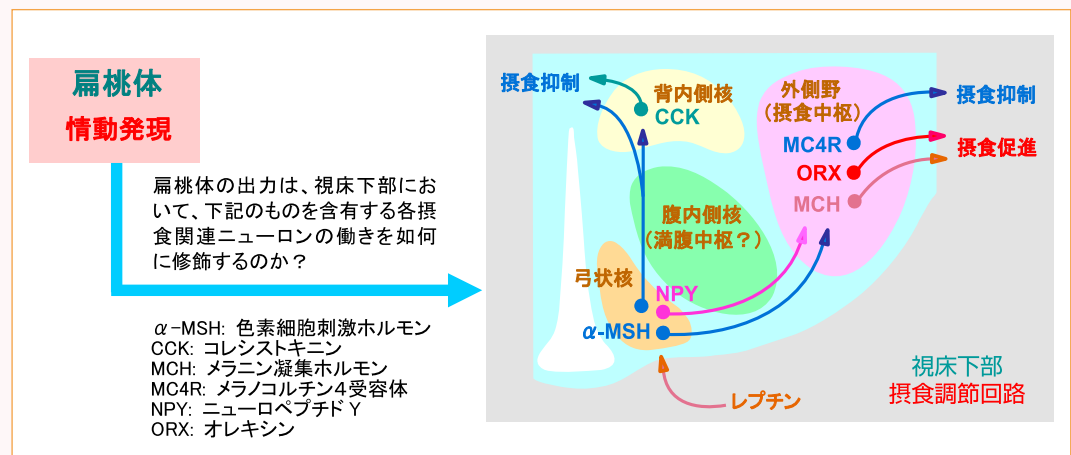 扁桃体
情動発現
扁桃体の出力は、視床下部にお
いて、下記のものを含有する各摂
食関連ニューロンの働きを如何
に修飾するのか？
α-MSH: 色素細胞刺激ホルモン
CCK: コレシストキニン
MCH: メラニン凝集ホルモン
MC4R: メラノコルチン４受容体
NPY: ニューロペプチドＹ
ORX: オレキシン
摂食抑制
背内側核
CCK
外側野
（摂食中枢）
MC4R
ORX
MCH
摂食抑制
摂食促進
腹内側核
（満腹中枢？）
弓状核
NPY
α-MSH
レプチン
視床下部
摂食調節回路